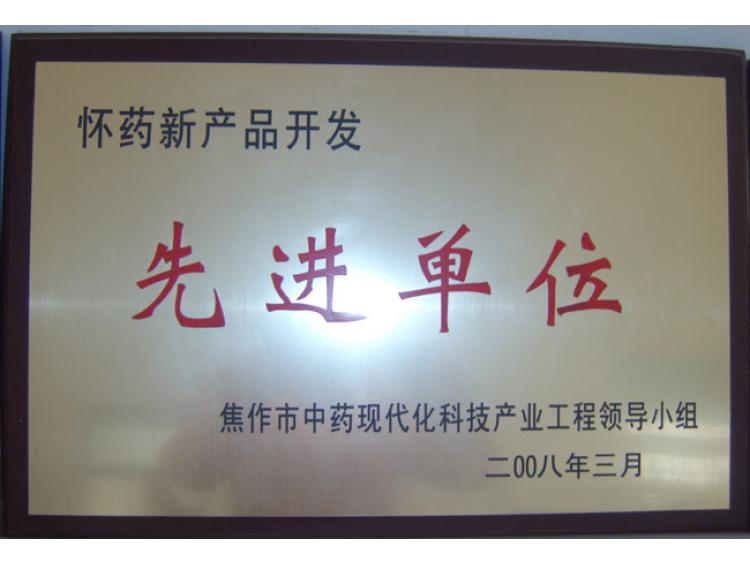 怀药新产品开发
先进单位
焦作市中药现代化科技产业工程领导小组
二00八年三月